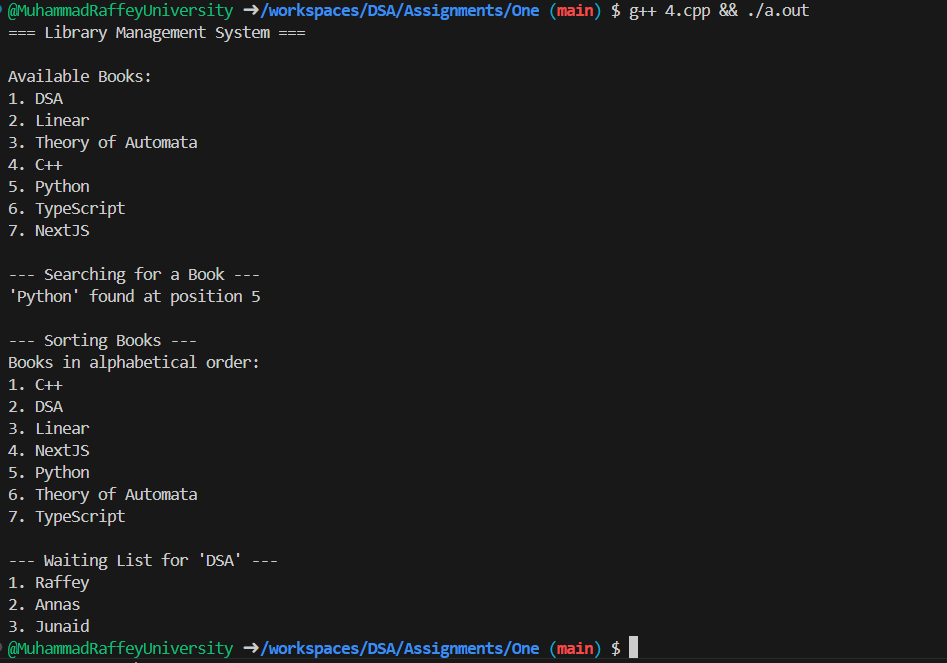 @MuhammadRaffeyUniversity ➜/workspaces/DSA/Assignments/One (main) $ g++ 4.cpp && ./a.out
=== Library Management System ===
Available Books:
1. DSA
2. Linear
3. Theory of Automata
4. C++
5. Python
6. TypeScript
7. NextJS
--- Searching for a Book ---
'Python' found at position 5
--- Sorting Books ---
Books in alphabetical order:
1. C++
2. DSA
3. Linear
4. NextJS
5. Python
6. Theory of Automata
7. TypeScript
--- Waiting List for 'DSA' ---
1. Raffey
2. Annas
3. Junaid
@MuhammadRaffeyUniversity ➜/workspaces/DSA/Assignments/One (main) $